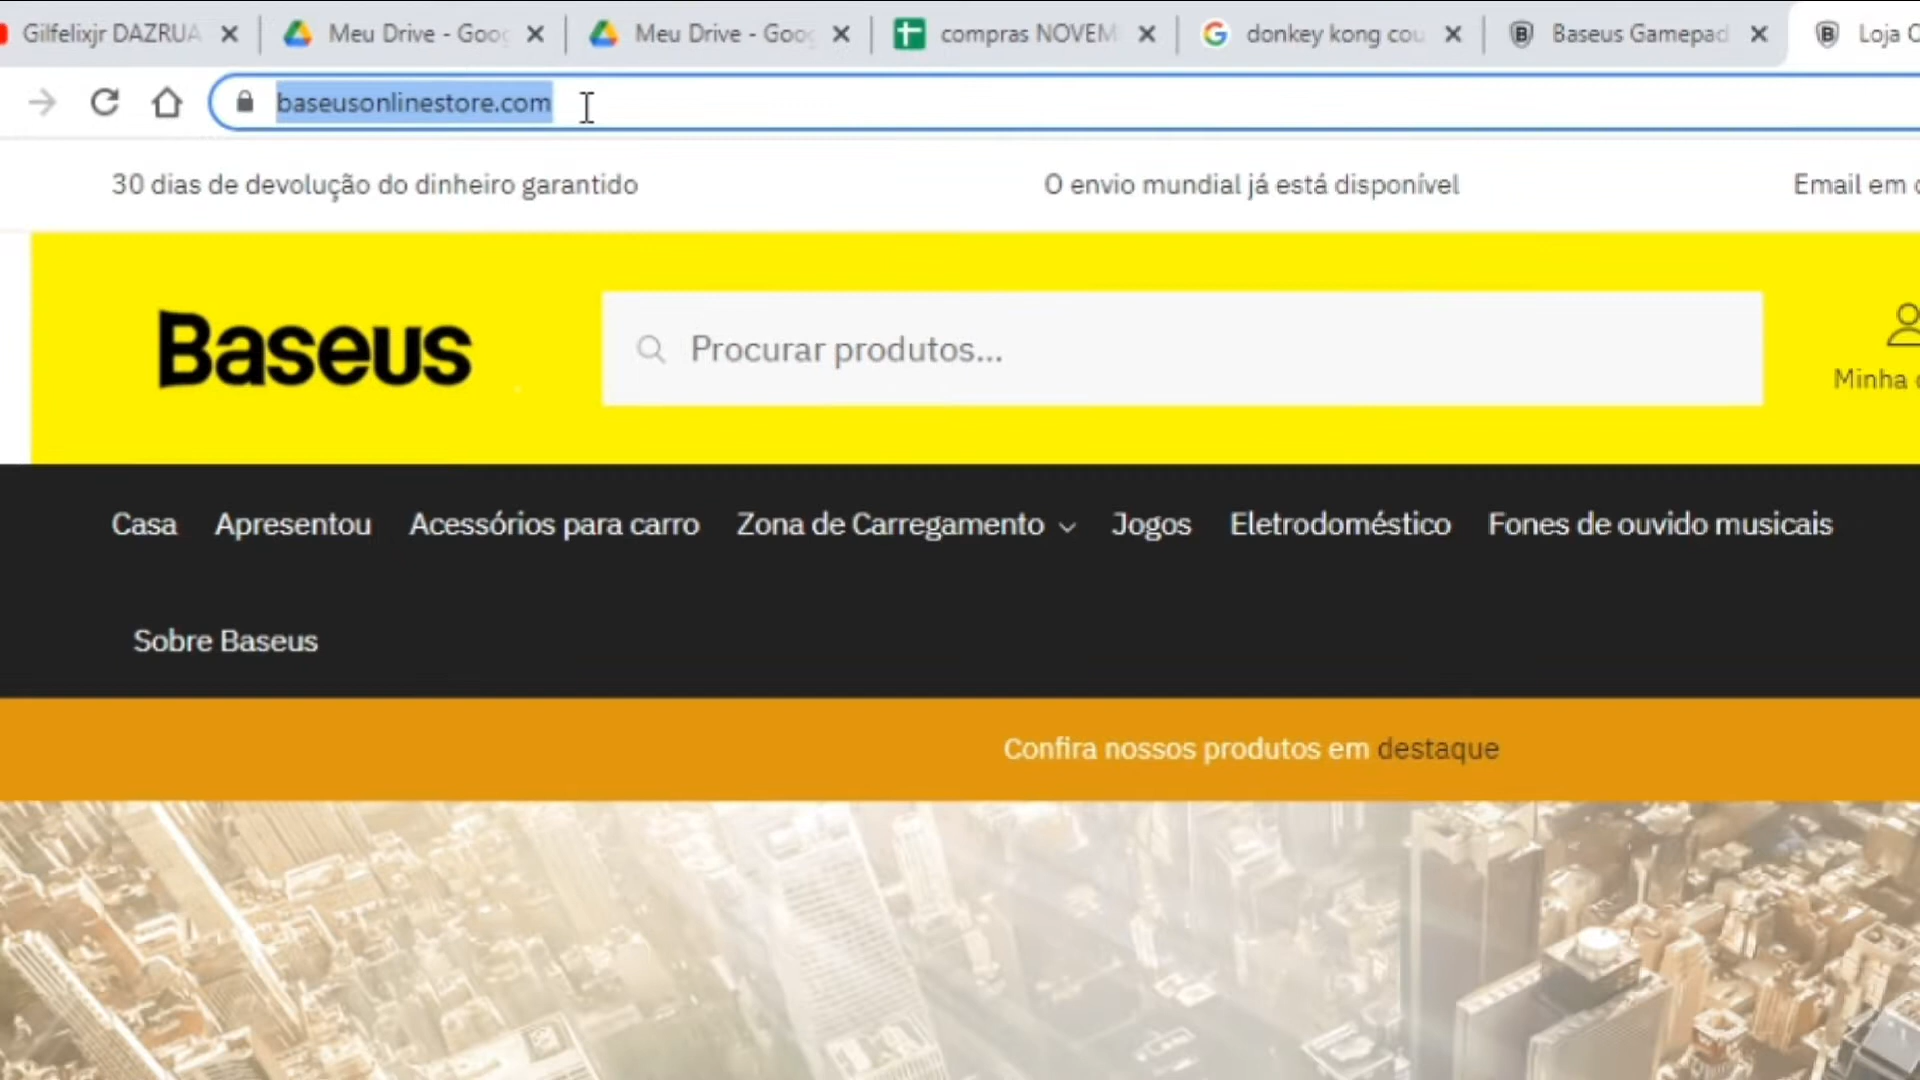 Gilfelixjr DAZRUA
Meu Drive - Goo
Meu Drive - Goo
compras NOVEM
donkey kong cou
Baseus Gamepad
Loja
baseusonlinestore.com
30 dias de devolução do dinheiro garantido
O envio mundial já está disponível
Email em
Baseus
Procurar produtos...
Minha
Casa
Apresentou
Acessórios para carro
Zona de Carregamento
Jogos
Eletrodoméstico
Fones de ouvido musicais
Sobre Baseus
Confira nossos produtos em destaque